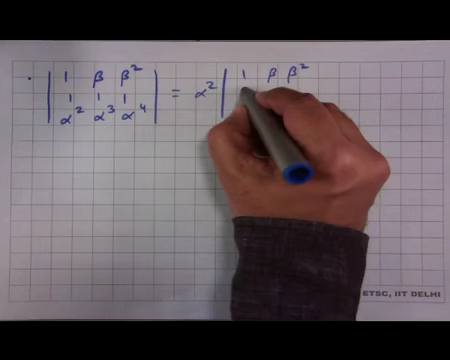 | 1 β β² | = α² | 1 β β²
| 1 1 1 |
| α² α³ α⁴ |
ETSC, IIT DELHI